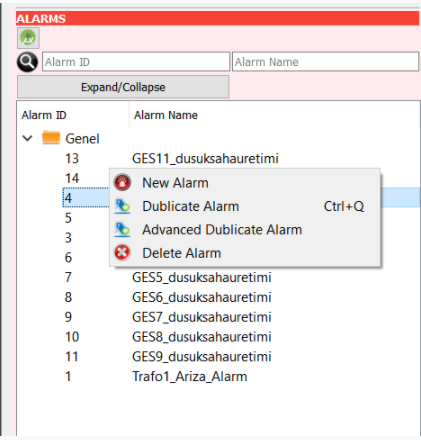 ALARMS
Alarm ID Alarm Name
Expand/Collapse
Alarm ID Alarm Name
Genel
13 GES11_dusuksahauretimi
14
New Alarm
4
Dublicate Alarm Ctrl+Q
5
Advanced Dublicate Alarm
3
6
Delete Alarm
7 GES5_dusuksahauretimi
8 GES6_dusuksahauretimi
9 GES7_dusuksahauretimi
10 GES8_dusuksahauretimi
11 GES9_dusuksahauretimi
1 Trafo1_Ariza_Alarm